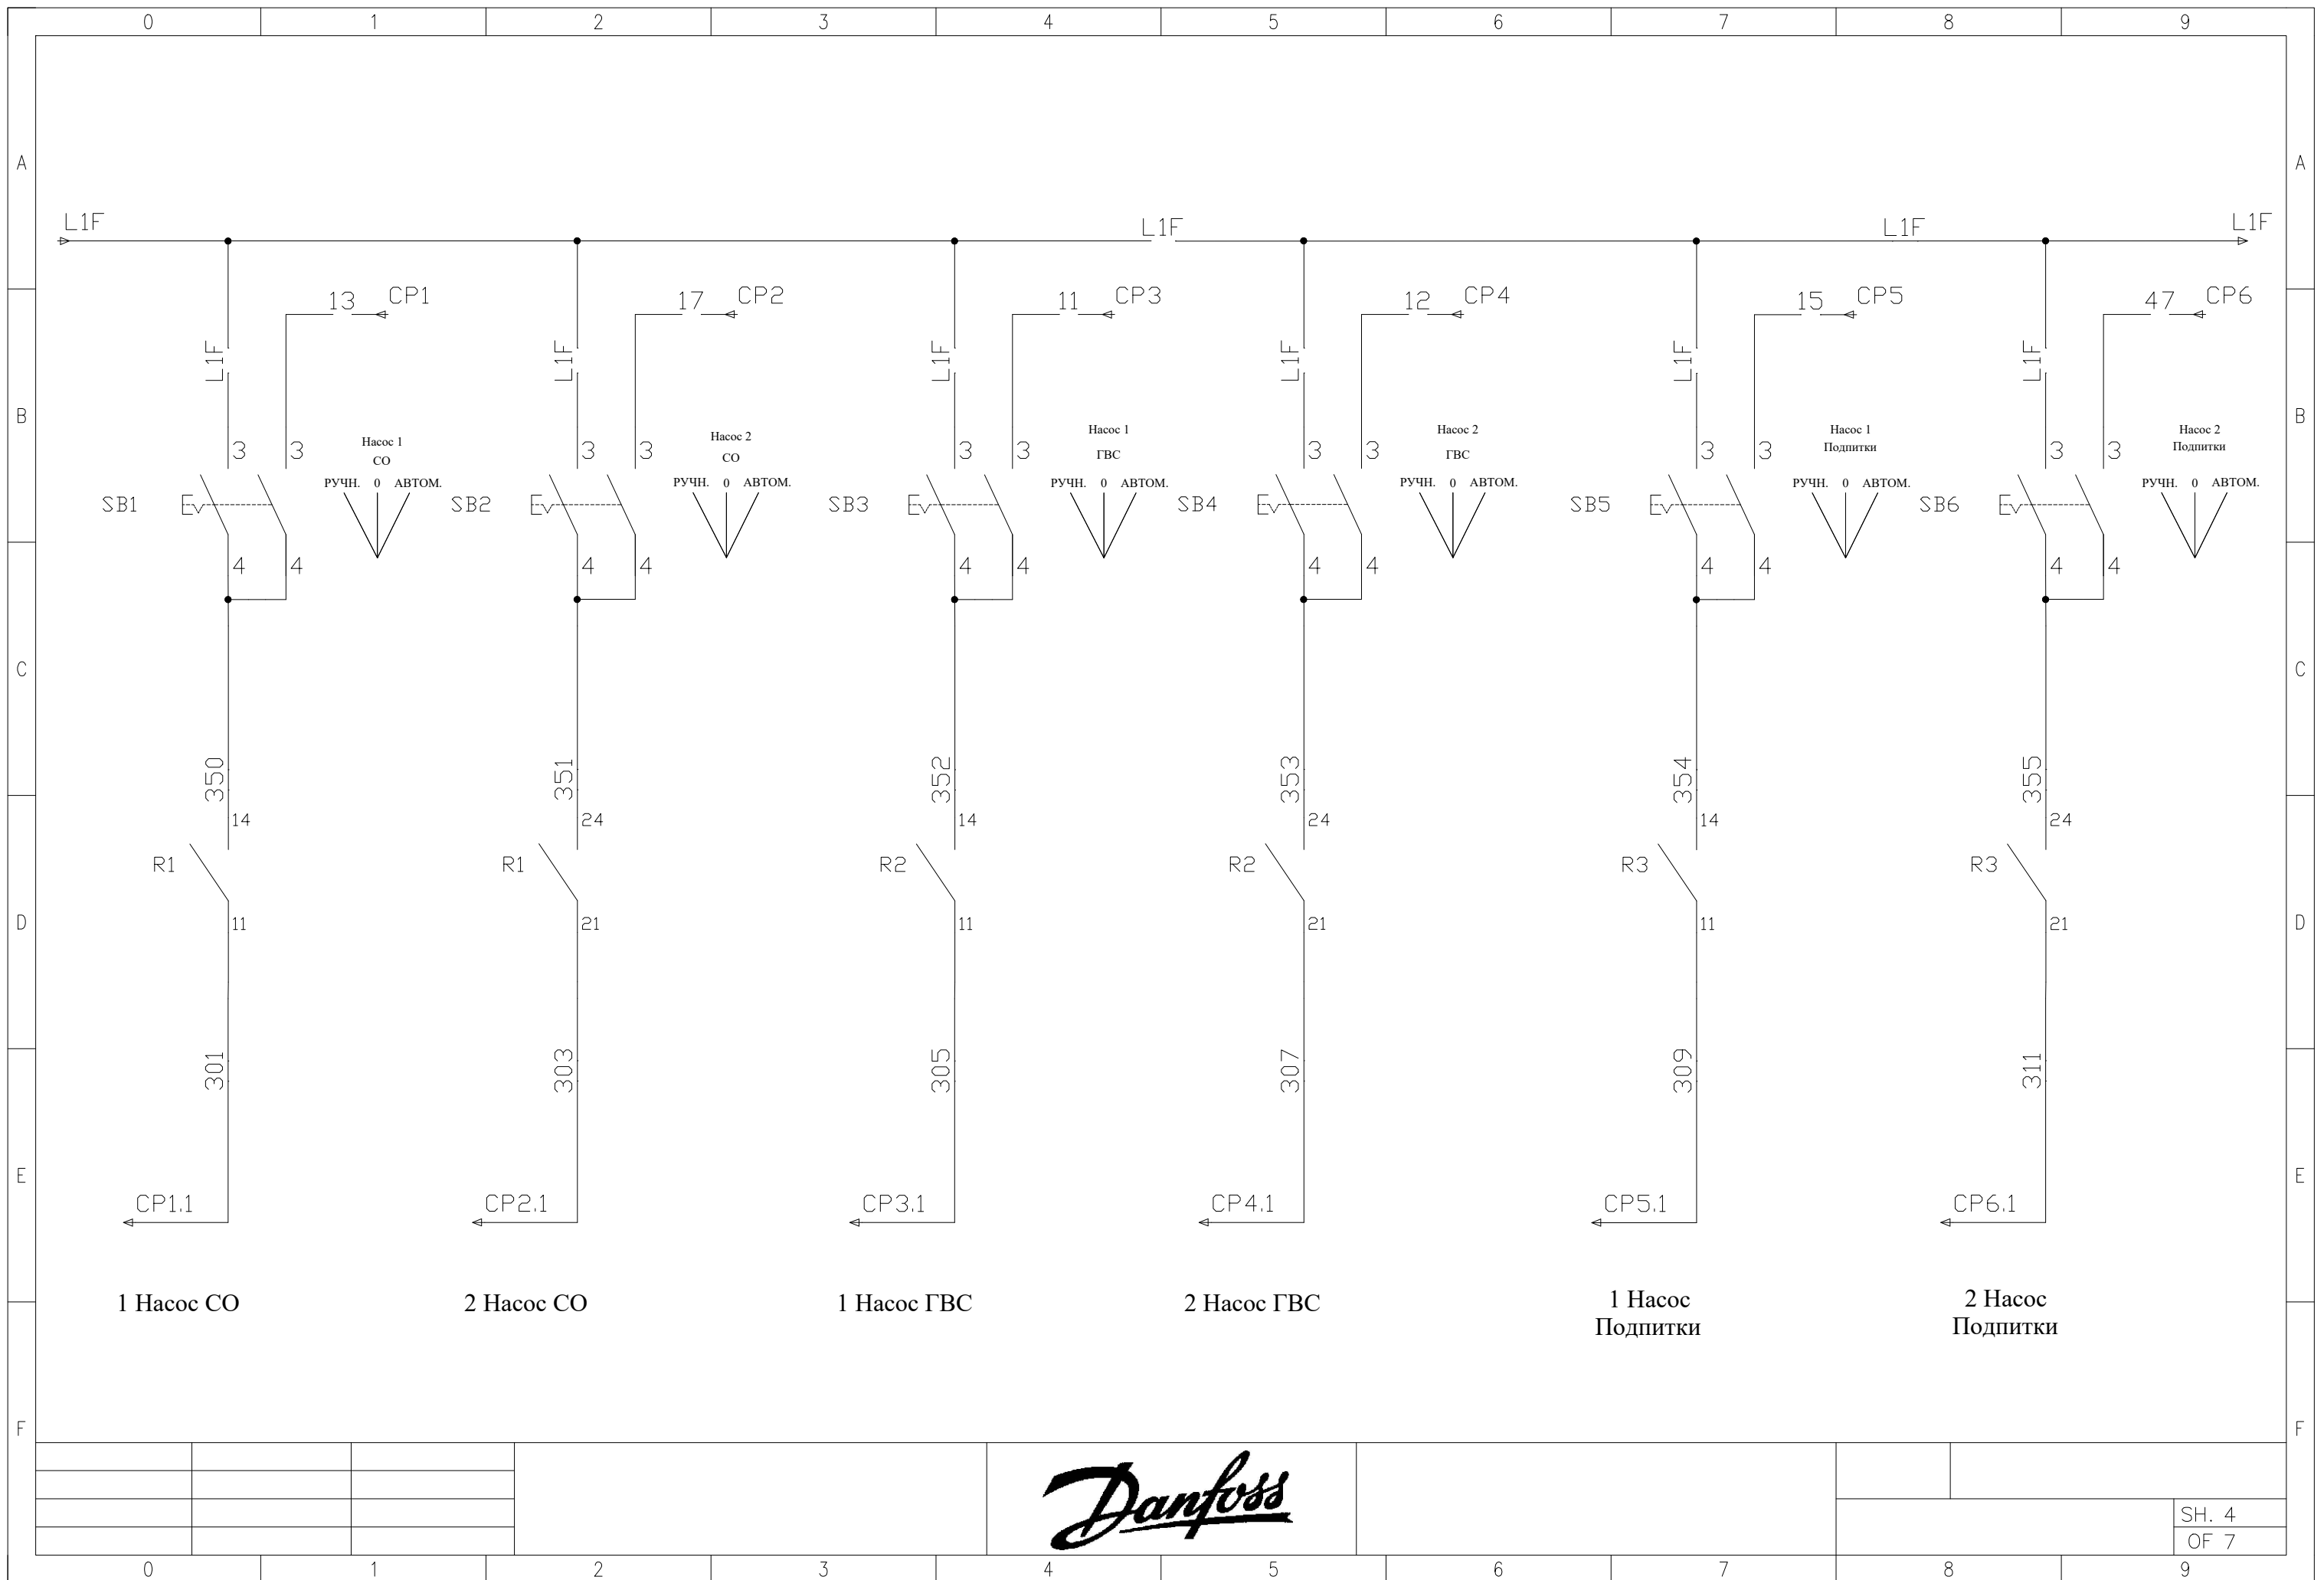 0 1 2 3 4 5 6 7 8 9
A A
L1F L1F L1F L1F
13 CP1 17 CP2 11 CP3 12 CP4 15 CP5 47 CP6
L1F L1F L1F L1F L1F L1F
B B
3 3 3 3 3 3 3 3 3 3 3 3
Насос 1
СО
Насос 2
СО
Насос 1
ГВС
Насос 2
ГВС
Насос 1
Подпитки
Насос 2
Подпитки
РУЧН. 0 АВТОМ. РУЧН. 0 АВТОМ. РУЧН. 0 АВТОМ. РУЧН. 0 АВТОМ. РУЧН. 0 АВТОМ. РУЧН. 0 АВТОМ.
SB1 SB2 SB3 SB4 SB5 SB6
4 4 4 4 4 4 4 4 4 4 4 4
C C
350 351 352 353 354 355
14 24 14 24 14 24
R1 R1 R2 R2 R3 R3
D D
11 21 11 21 11 21
301 303 305 307 309 311
E E
CP1.1 CP2.1 CP3.1 CP4.1 CP5.1 CP6.1
1 Насос СО
2 Насос СО
1 Насос ГВС
2 Насос ГВС
1 Насос
Подпитки
2 Насос
Подпитки
F F
Danfoss
SH. 4
OF 7
0 1 2 3 4 5 6 7 8 9